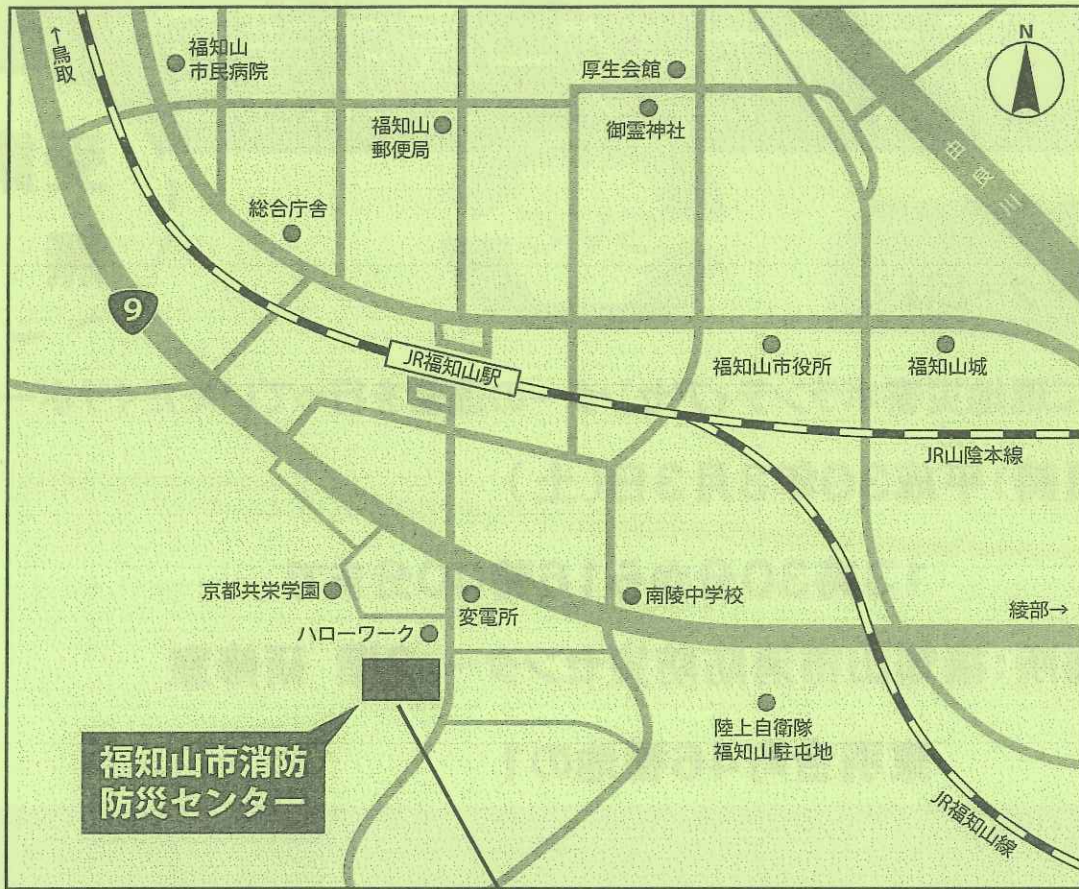 ↑鳥取
福知山
市民病院
厚生会館
N
福知山
郵便局
御霊神社
由良川
総合庁舎
9
JR福知山駅
福知山市役所
福知山城
JR山陰本線
京都共栄学園
変電所
南陵中学校
綾部→
ハローワーク
福知山市消防
防災センター
陸上自衛隊
福知山駐屯地
JR福知山線